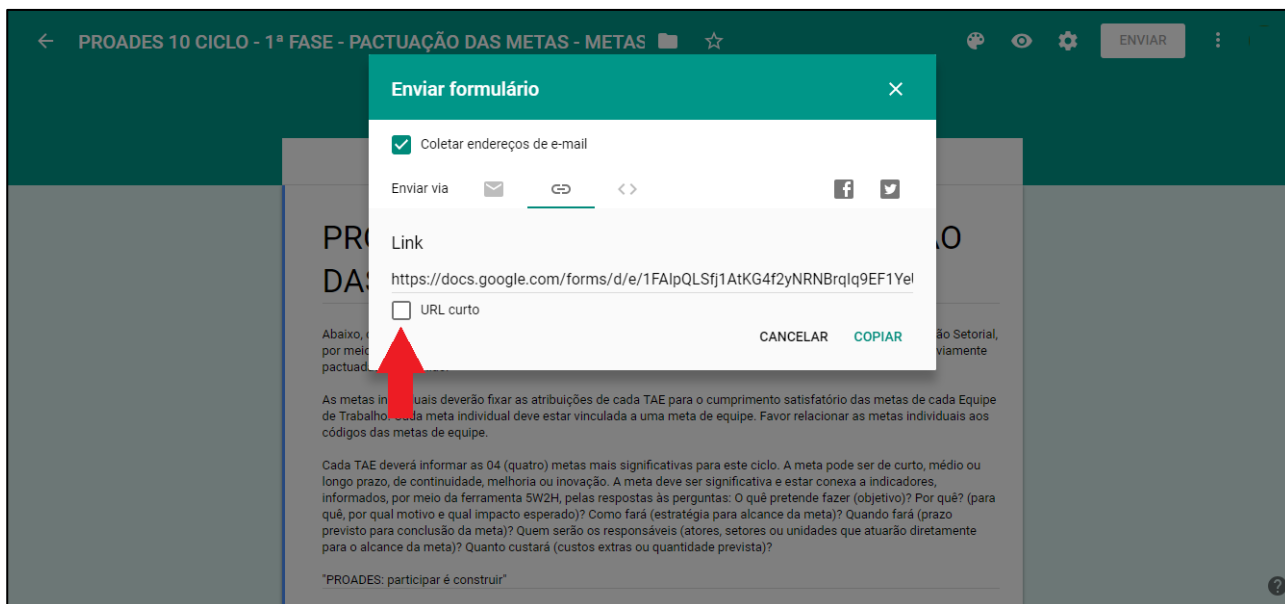 PROADES 10 CICLO - 1ª FASE - PACTUAÇÃO DAS METAS - METAS
ENVIAR
Enviar formulário
Coletar endereços de e-mail
Enviar via
Link
https://docs.google.com/forms/d/e/1FAIpQLSfj1AtKG4f2yNRNBrqIq9EF1Ye
URL curto
CANCELAR COPIAR
PR ÃO
DAS
Abaixo, ão Setorial,
por meio viamente
pactuad
As metas in uais deverão fixar as atribuições de cada TAE para o cumprimento satisfatório das metas de cada Equipe
de Trabalho. Cada meta individual deve estar vinculada a uma meta de equipe. Favor relacionar as metas individuais aos
códigos das metas de equipe.
Cada TAE deverá informar as 04 (quatro) metas mais significativas para este ciclo. A meta pode ser de curto, médio ou
longo prazo, de continuidade, melhoria ou inovação. A meta deve ser significativa e estar conexa a indicadores,
informados, por meio da ferramenta 5W2H, pelas respostas às perguntas: O quê pretende fazer (objetivo)? Por quê? (para
quê, por qual motivo e qual impacto esperado)? Como fará (estratégia para alcance da meta)? Quando fará (prazo
previsto para conclusão da meta)? Quem serão os responsáveis (atores, setores ou unidades que atuarão diretamente
para o alcance da meta)? Quanto custará (custos extras ou quantidade prevista)?
"PROADES: participar é construir"